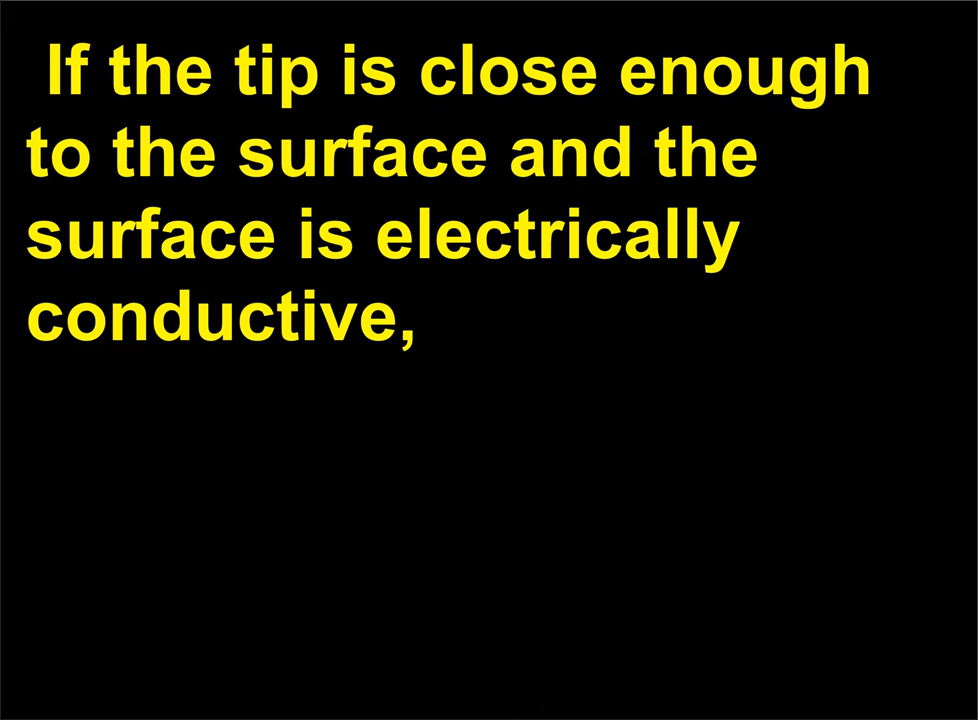 If the tip is close enough
to the surface and the
surface is electrically
conductive,